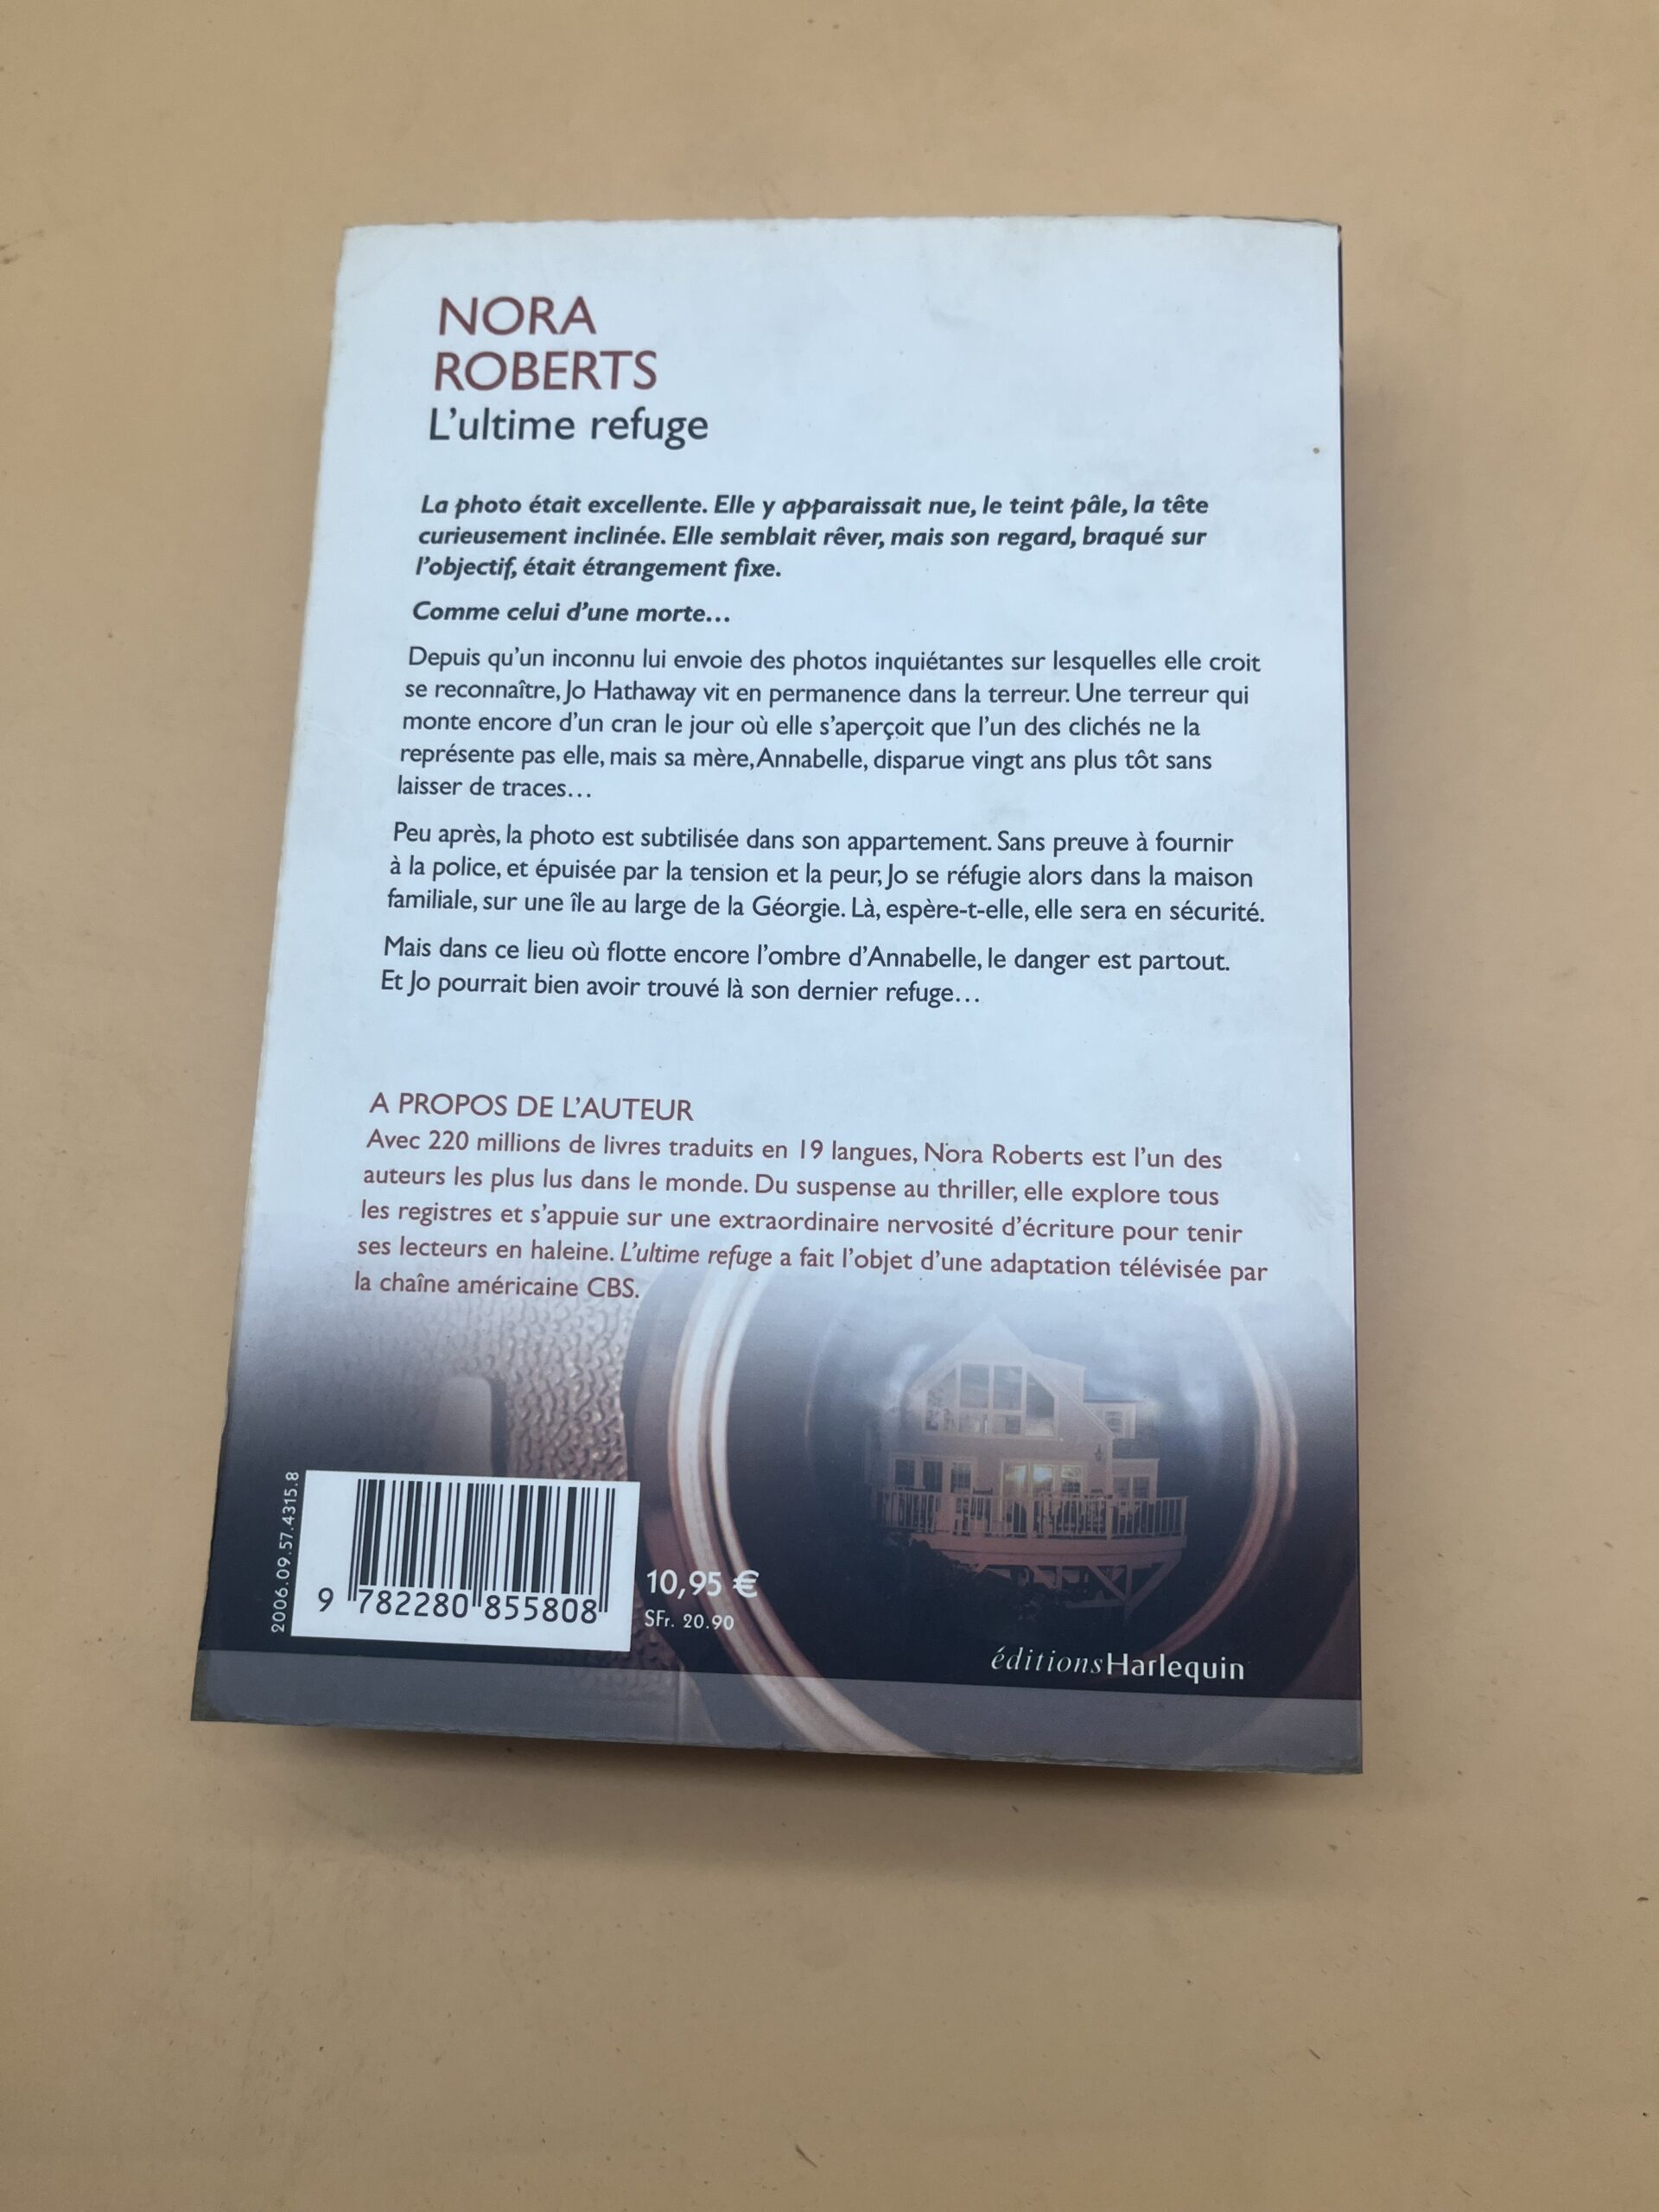 NORA
ROBERTS
L'ultime refuge
La photo était excellente. Elle y apparaissait nue, le teint pâle, la tête
curieusement inclinée. Elle semblait rêver, mais son regard, braqué sur
l'objectif, était étrangement fixe.
Comme celui d'une morte…
Depuis qu'un inconnu lui envoie des photos inquiétantes sur lesquelles elle croit
se reconnaître, Jo Hathaway vit en permanence dans la terreur. Une terreur qui
monte encore d'un cran le jour où elle s'aperçoit que l'un des clichés ne la
représente pas elle, mais sa mère, Annabelle, disparue vingt ans plus tôt sans
laisser de traces…
Peu après, la photo est subtilisée dans son appartement. Sans preuve à fournir
à la police, et épuisée par la tension et la peur, Jo se réfugie alors dans la maison
familiale, sur une île au large de la Géorgie. Là, espère-t-elle, elle sera en sécurité.
Mais dans ce lieu où flotte encore l'ombre d'Annabelle, le danger est partout.
Et Jo pourrait bien avoir trouvé là son dernier refuge…
A PROPOS DE L'AUTEUR
Avec 220 millions de livres traduits en 19 langues, Nora Roberts est l'un des
auteurs les plus lus dans le monde. Du suspense au thriller, elle explore tous
les registres et s'appuie sur une extraordinaire nervosité d'écriture pour tenir
ses lecteurs en haleine. L'ultime refuge a fait l'objet d'une adaptation télévisée par
la chaîne américaine CBS.
2006.09.57.4315.8
9 782280 855808
10,95 €
SFr. 20.90
éditionsHarlequin